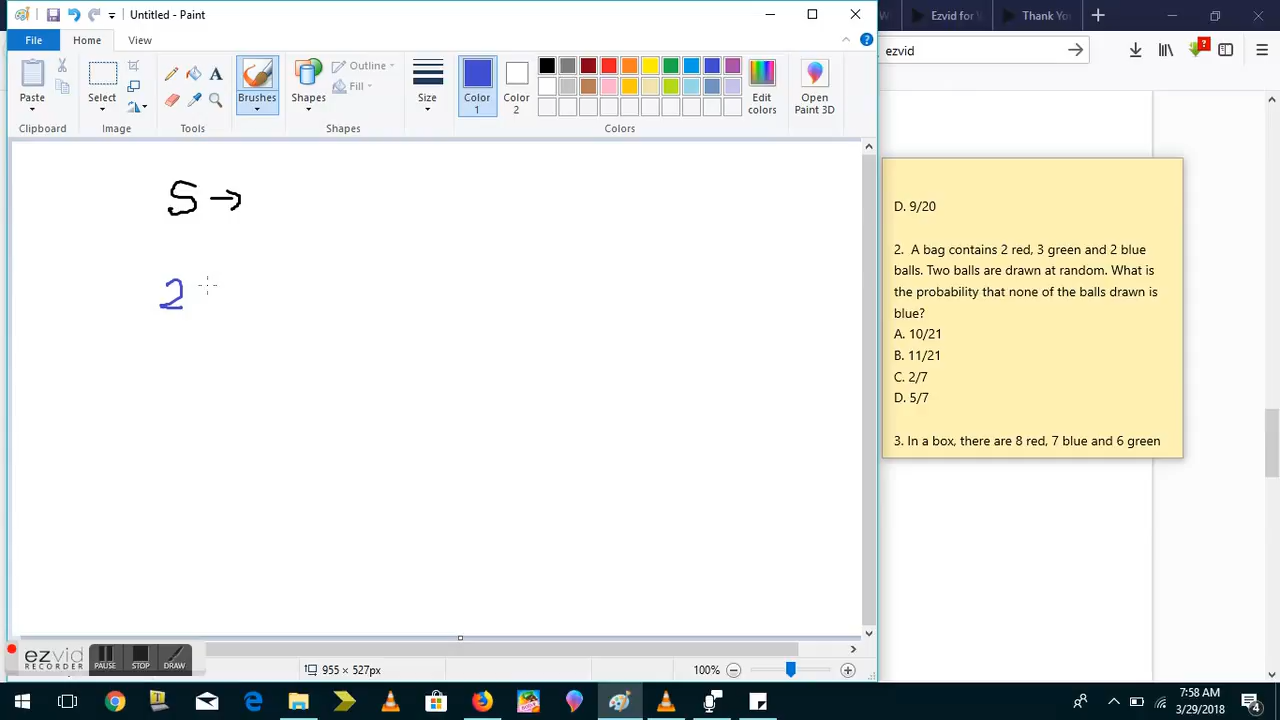 Untitled - Paint
Ezvid for
Thank You
File
Home
View
ezvid
Paste
Select
Brushes
Shapes
Outline
Fill
Size
Color 1
Color 2
Edit colors
Open Paint 3D
Clipboard
Image
Tools
Shapes
Colors
S →
2
D. 9/20
2. A bag contains 2 red, 3 green and 2 blue
balls. Two balls are drawn at random. What is
the probability that none of the balls drawn is
blue?
A. 10/21
B. 11/21
C. 2/7
D. 5/7
3. In a box, there are 8 red, 7 blue and 6 green
ezvid
RECORDER
PAUSE
STOP
DRAW
955 × 527px
100%
7:58 AM
3/29/2018
4